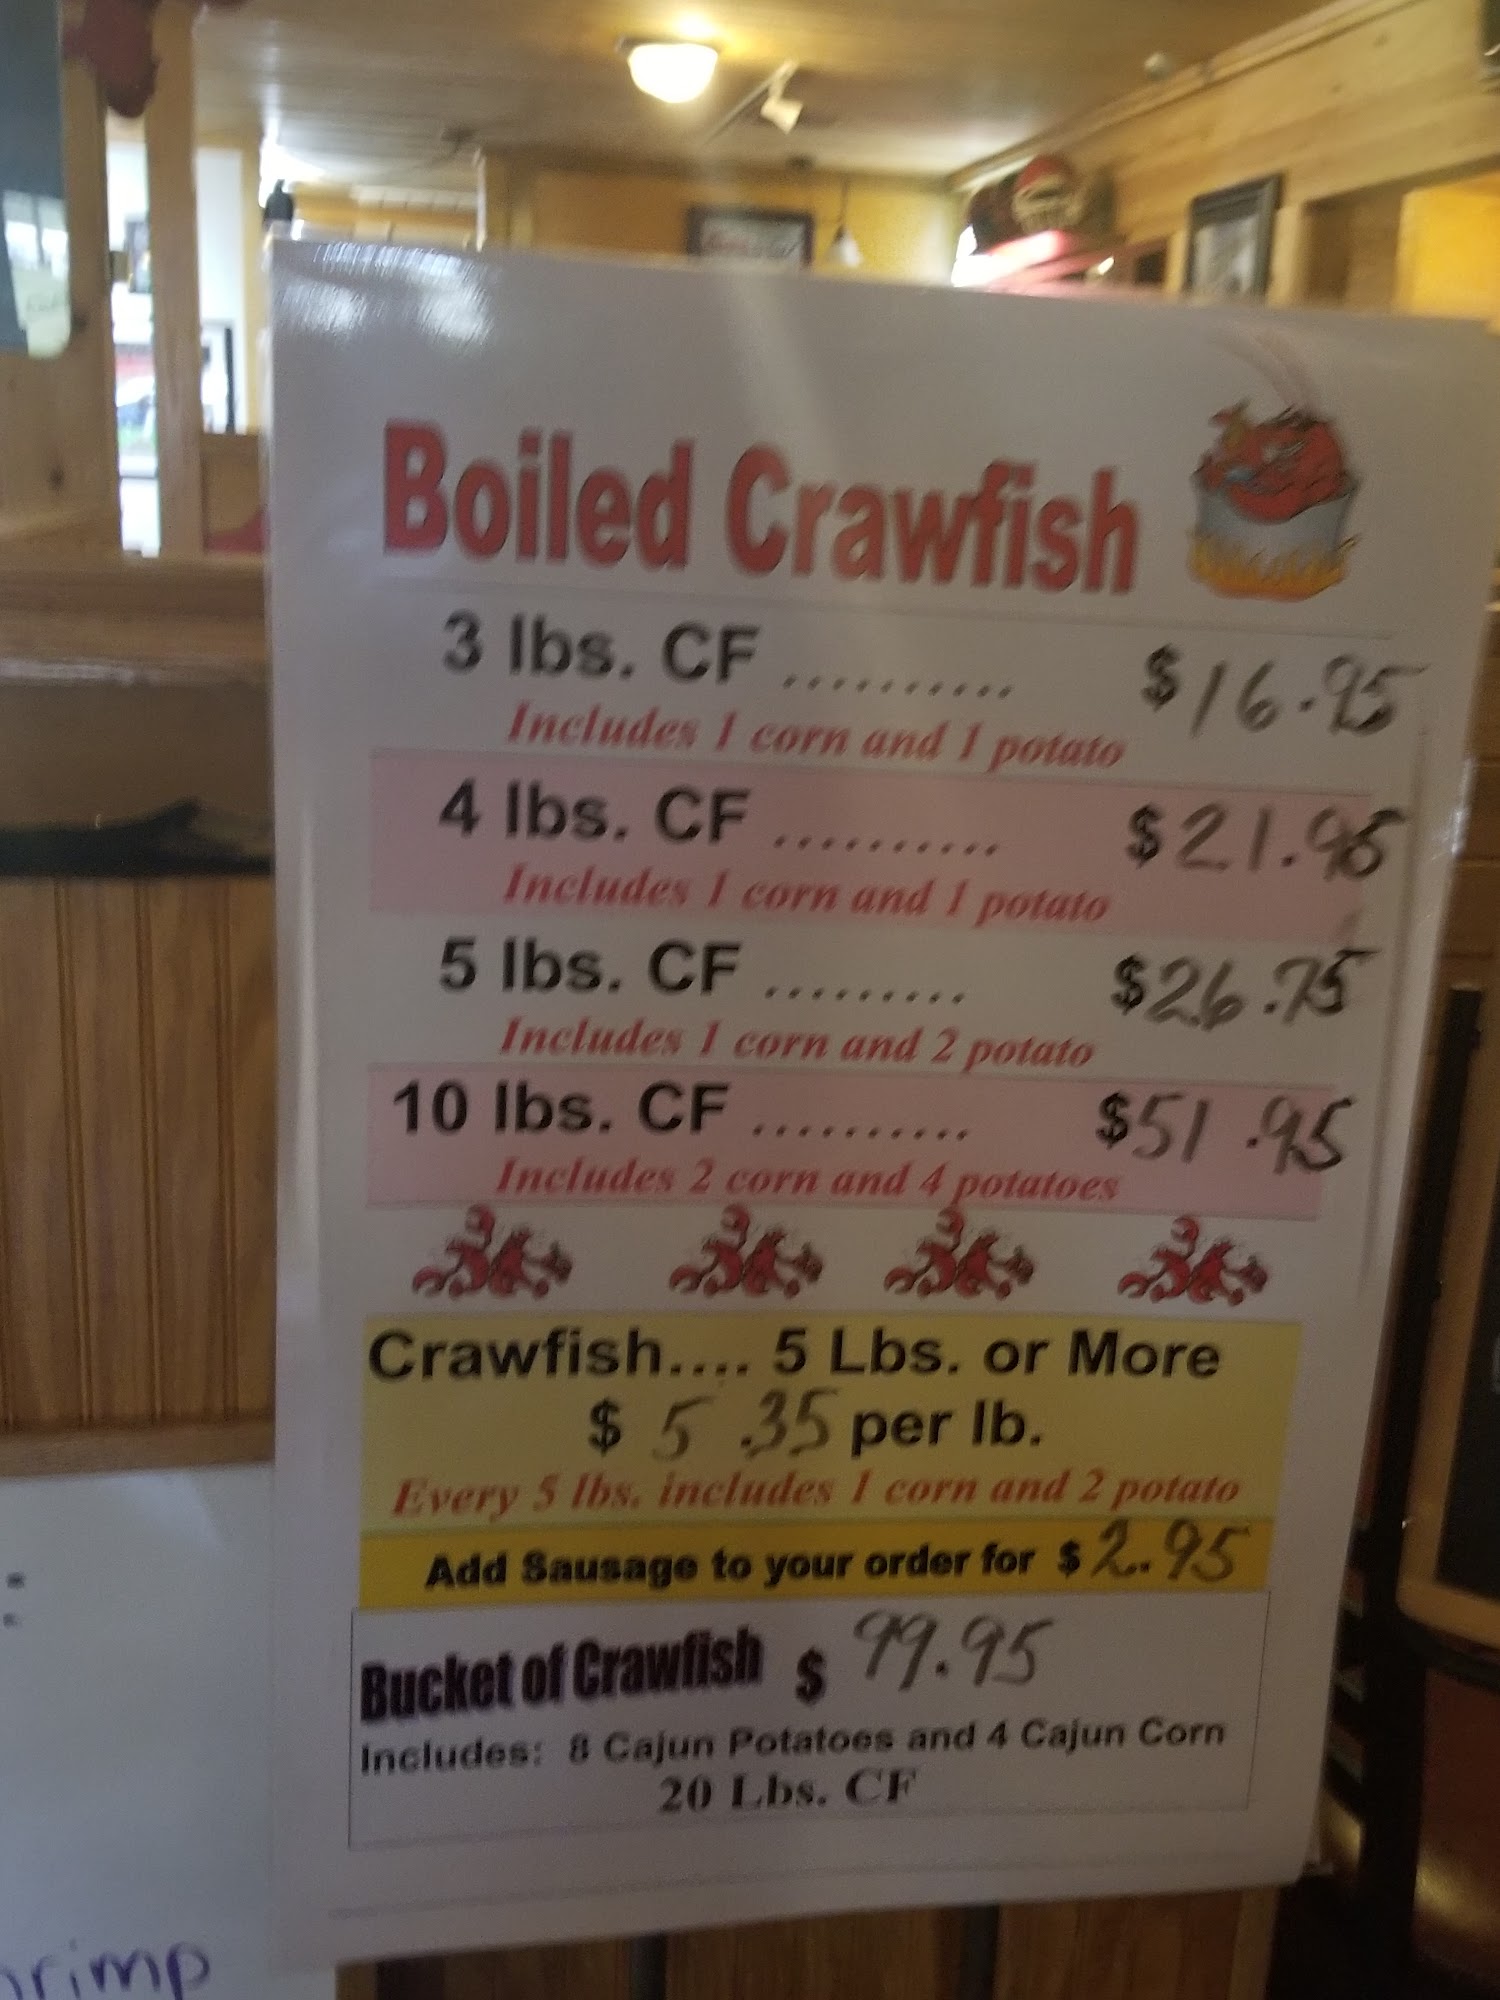 Boiled Crawfish
3 lbs. CF .......... $16.95
Includes 1 corn and 1 potato
4 lbs. CF .......... $21.95
Includes 1 corn and 1 potato
5 lbs. CF ......... $26.75
Includes 1 corn and 2 potato
10 lbs. CF .......... $51.95
Includes 2 corn and 4 potatoes
Crawfish.... 5 Lbs. or More
$ 5.35 per lb.
Every 5 lbs. includes 1 corn and 2 potato
Add Sausage to your order for $2.95
Bucket of Crawfish $ 99.95
Includes: 8 Cajun Potatoes and 4 Cajun Corn
20 Lbs. CF
rimp